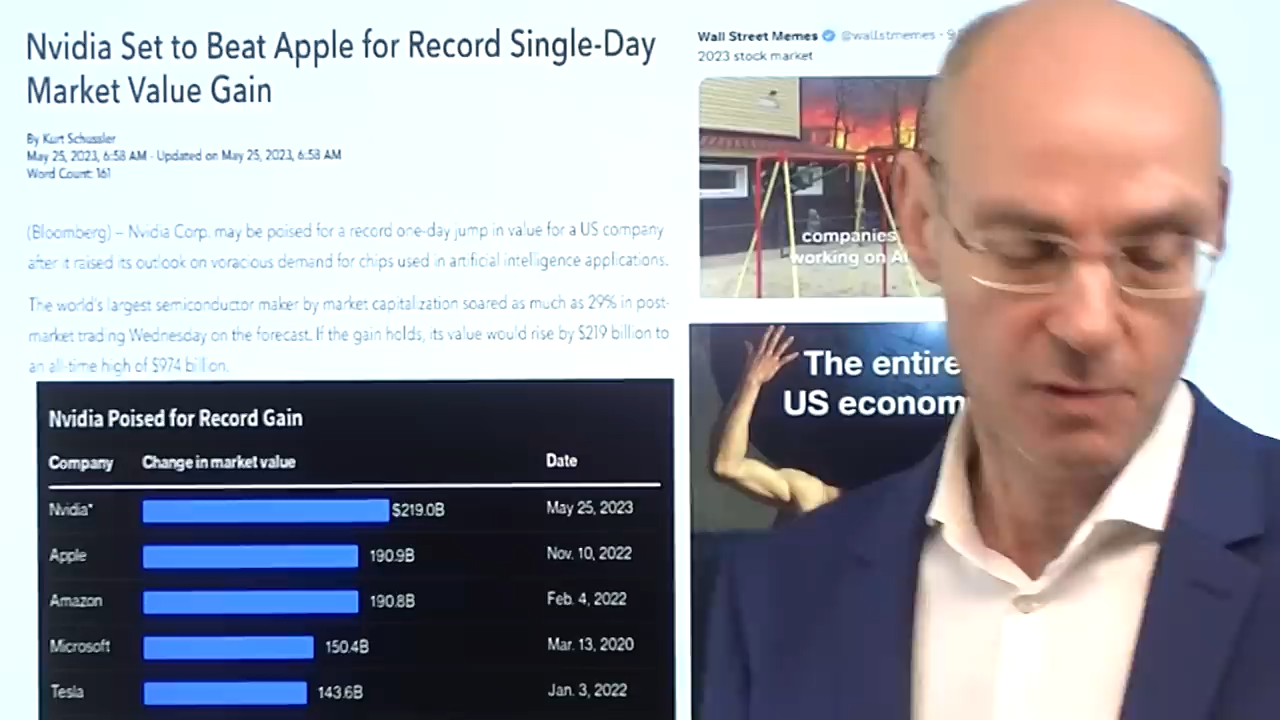 Nvidia Set to Beat Apple for Record Single-Day
Market Value Gain
By Kurt Schussler
May 25, 2023, 6:58 AM · Updated on May 25, 2023, 6:53 AM
Word Count: 161
(Bloomberg) – Nvidia Corp. may be poised for a record one-day jump in value for a US company
after it raised its outlook on voracious demand for chips used in artificial intelligence applications.
The world's largest semiconductor maker by market capitalization soared as much as 29% in post-
market trading Wednesday on the forecast. If the gain holds, its value would rise by $219 billion to
an all-time high of $974 billion.
Nvidia Poised for Record Gain
Company Change in market value Date
Nvidia* $219.0B May 25, 2023
Apple 190.9B Nov. 10, 2022
Amazon 190.8B Feb. 4, 2022
Microsoft 150.4B Mar. 13, 2020
Tesla 143.6B Jan. 3, 2022
Wall Street Memes @wallstmemes ·
2023 stock market
companies
working on AI
The entire
US econom